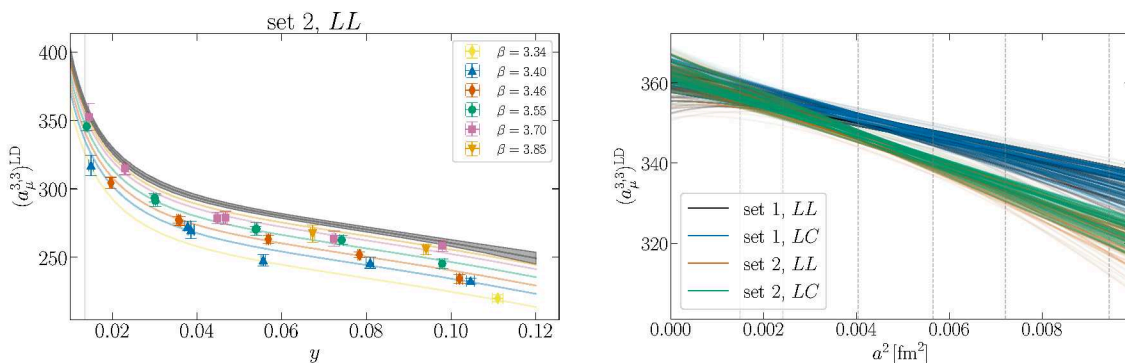 set 2, LL
400
350
300
250
(a_μ^{3,3})^{LD}
0.02 0.04 0.06 0.08 0.10 0.12
y
β = 3.34
β = 3.40
β = 3.46
β = 3.55
β = 3.70
β = 3.85
360
340
320
(a_μ^{3,3})^{LD}
set 1, LL
set 1, LC
set 2, LL
set 2, LC
0.000 0.002 0.004 0.006 0.008
a² [fm²]